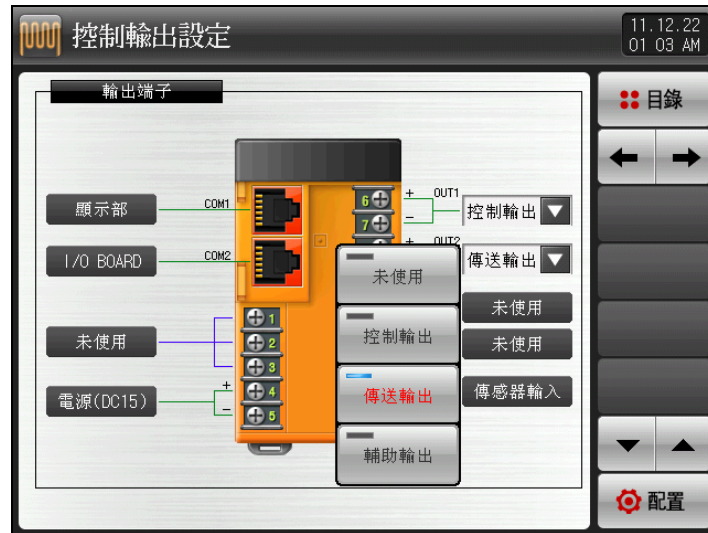 控制輸出設定
11.12.22
01 03 AM
輸出端子
目錄
顯示部
COM1
6
+
OUT1
控制輸出
7
-
I/O BOARD
COM2
+
OUT2
傳送輸出
未使用
未使用
1
控制輸出
未使用
2
未使用
3
傳送輸出
傳感器輸入
電源(DC15)
+
4
-
5
輔助輸出
配置